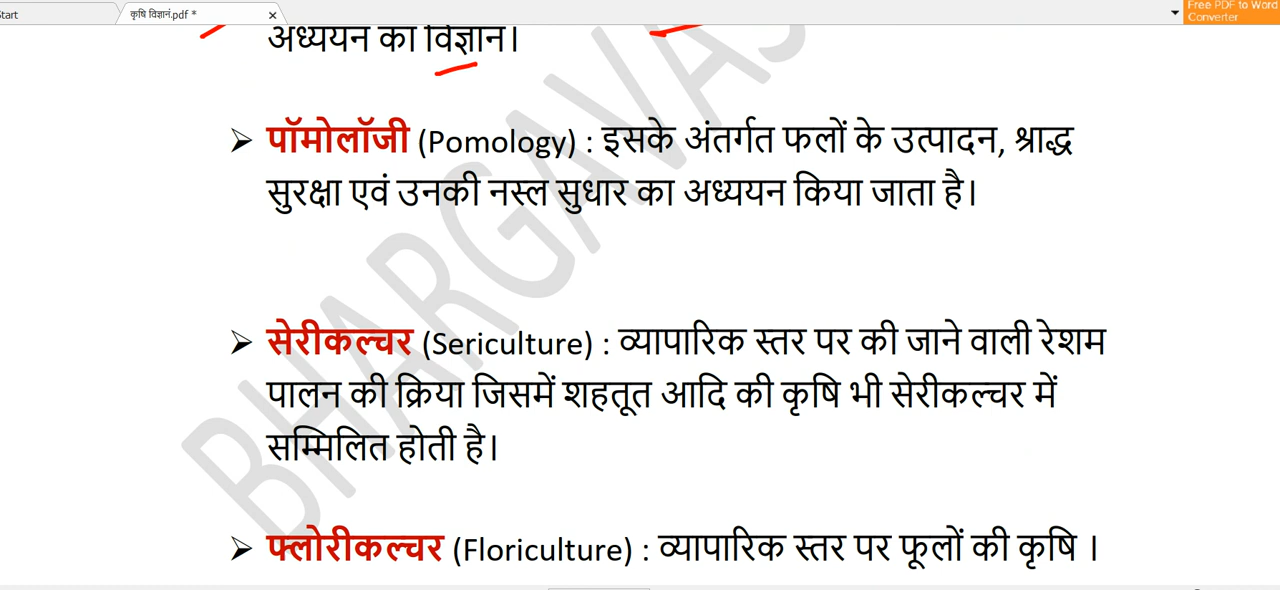 tart
कृषि विज्ञानं.pdf *
Free PDF to Word
Converter
अध्ययन का विज्ञान।
पॉमोलॉजी (Pomology) : इसके अंतर्गत फलों के उत्पादन, श्राद्ध
सुरक्षा एवं उनकी नस्ल सुधार का अध्ययन किया जाता है।
सेरीकल्चर (Sericulture) : व्यापारिक स्तर पर की जाने वाली रेशम
पालन की क्रिया जिसमें शहतूत आदि की कृषि भी सेरीकल्चर में
सम्मिलित होती है।
फ्लोरीकल्चर (Floriculture) : व्यापारिक स्तर पर फूलों की कृषि ।
BHARGAVAS